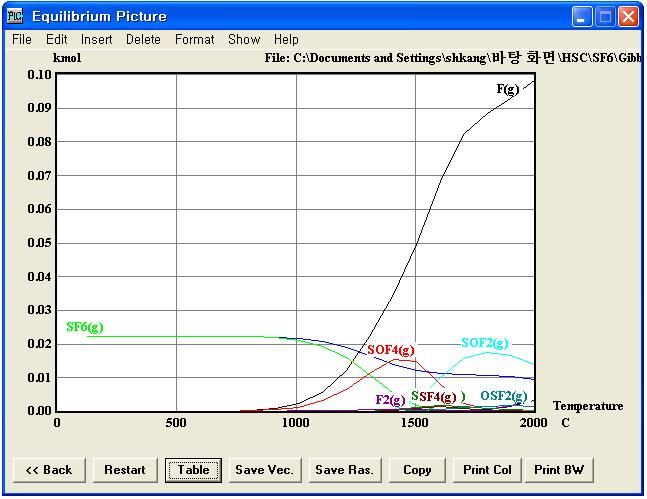 PIC Equilibrium Picture
File Edit Insert Delete Format Show Help
kmol File: C:\Documents and Settings\shkang\바탕 화면\HSC\SF6\Gibb
0.10
F(g)
0.09
0.08
0.07
0.06
0.05
0.04
0.03
SF6(g)
0.02
SOF4(g) SOF2(g)
0.01
F2(g) SF4(g) ) OSF2(g)
0.00
0 500 1000 1500 2000
Temperature
C
<< Back Restart Table Save Vec. Save Ras. Copy Print Col Print BW